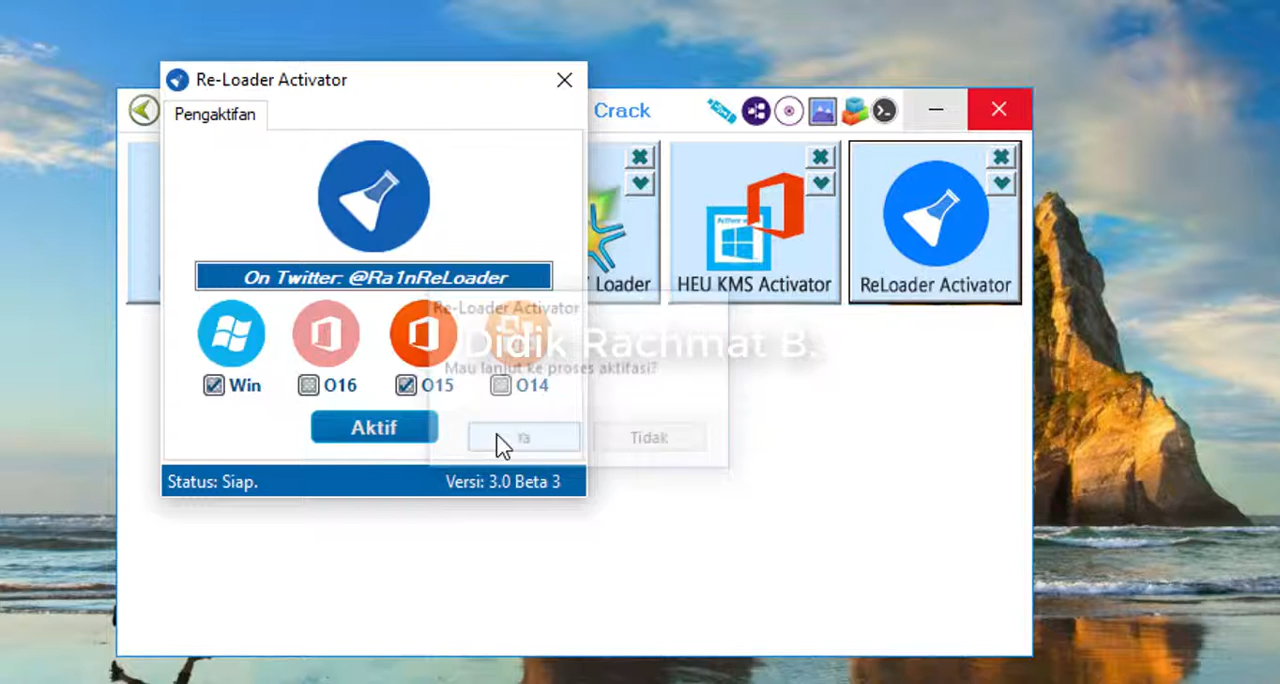 Re-Loader Activator
Pengaktifan
Crack
On Twitter: @Ra1nReLoader
Loader
HEU KMS Activator
ReLoader Activator
Re-Loader Activator
Didik Rachmat B.
Mau lanjut ke proses aktifasi?
Win
O16
O15
O14
Aktif
Ya
Tidak
Status: Siap.
Versi: 3.0 Beta 3